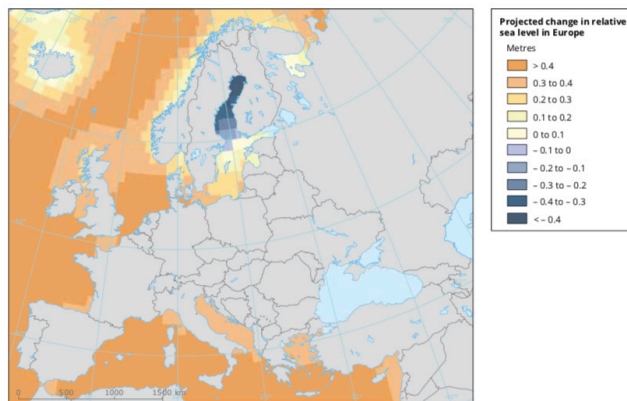 Projected change in relative
sea level in Europe
Metres
> 0.4
0.3 to 0.4
0.2 to 0.3
0.1 to 0.2
0 to 0.1
– 0.1 to 0
– 0.2 to – 0.1
– 0.3 to – 0.2
– 0.4 to – 0.3
< – 0.4
0 500 1000 1500 km